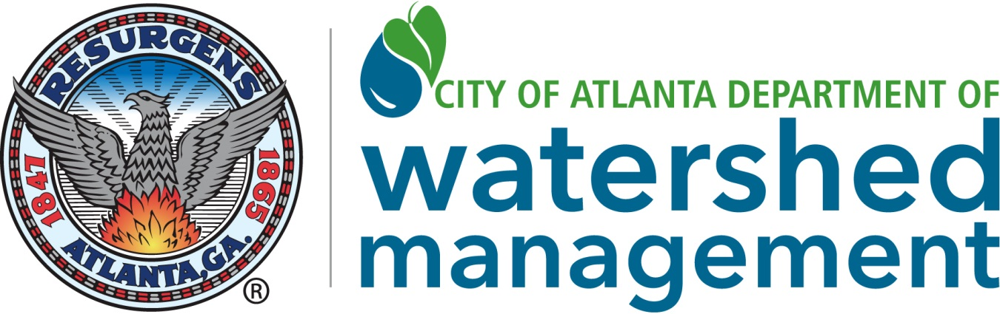 RESURGENS
1847
1865
ATLANTA, GA.
®
CITY OF ATLANTA DEPARTMENT OF
watershed
management